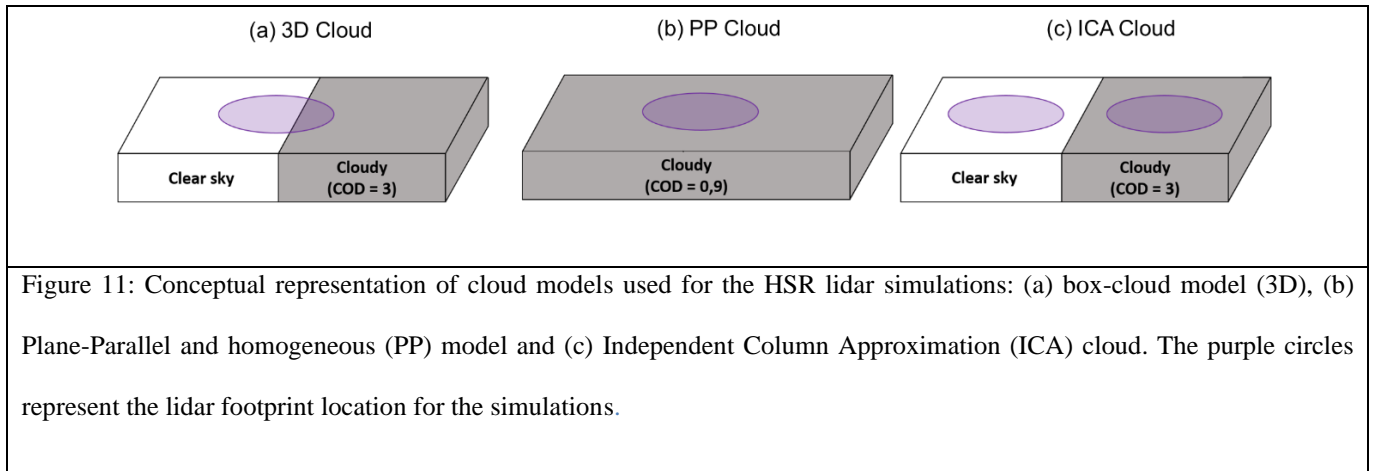 (a) 3D Cloud (b) PP Cloud (c) ICA Cloud
Clear sky
Cloudy
(COD = 3)
Cloudy
(COD = 0,9)
Clear sky
Cloudy
(COD = 3)
Figure 11: Conceptual representation of cloud models used for the HSR lidar simulations: (a) box-cloud model (3D), (b)
Plane-Parallel and homogeneous (PP) model and (c) Independent Column Approximation (ICA) cloud. The purple circles
represent the lidar footprint location for the simulations.